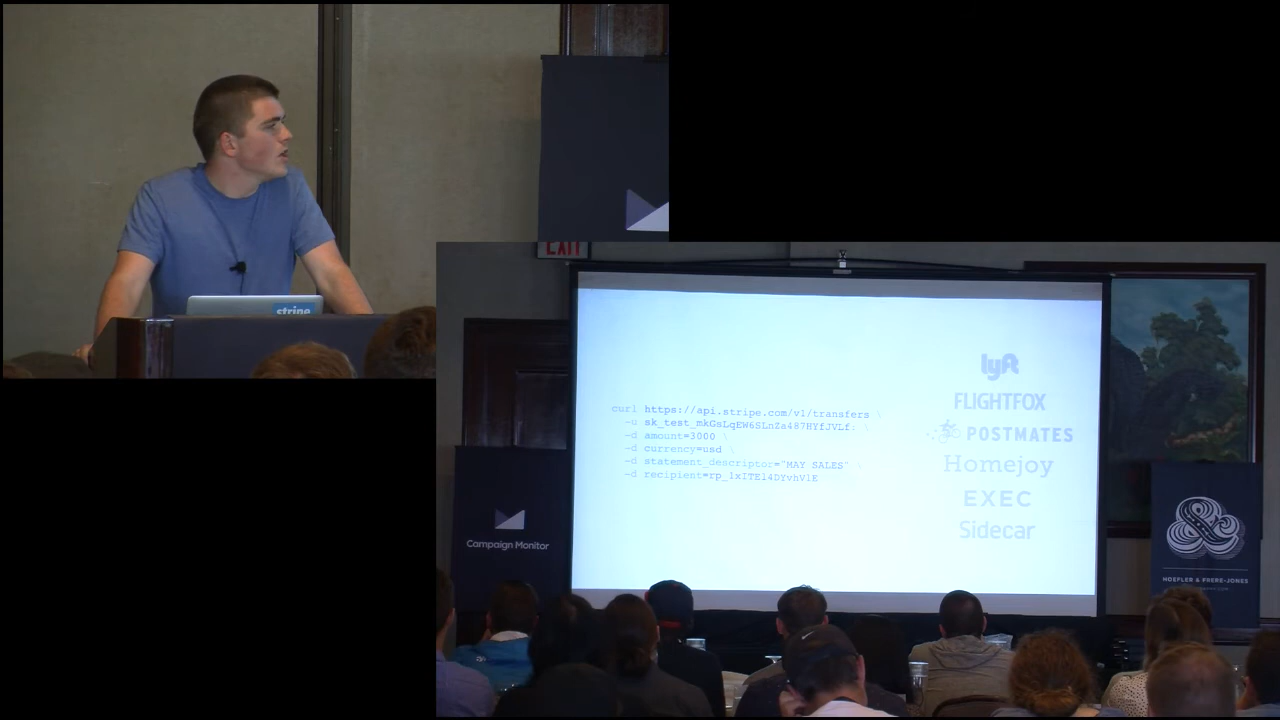 stripe
EXIT
curl https://api.stripe.com/v1/transfers \
-u sk_test_mkGsLqEW6SLnZa487HYfJVLf: \
-d amount=3000 \
-d currency=usd \
-d statement_descriptor="MAY SALES" \
-d recipient=rp_1xITE14DYvhV1E
lyft
FLIGHTFOX
POSTMATES
Homejoy
EXEC
Sidecar
Campaign Monitor
&
HOEFLER & FRERE-JONES